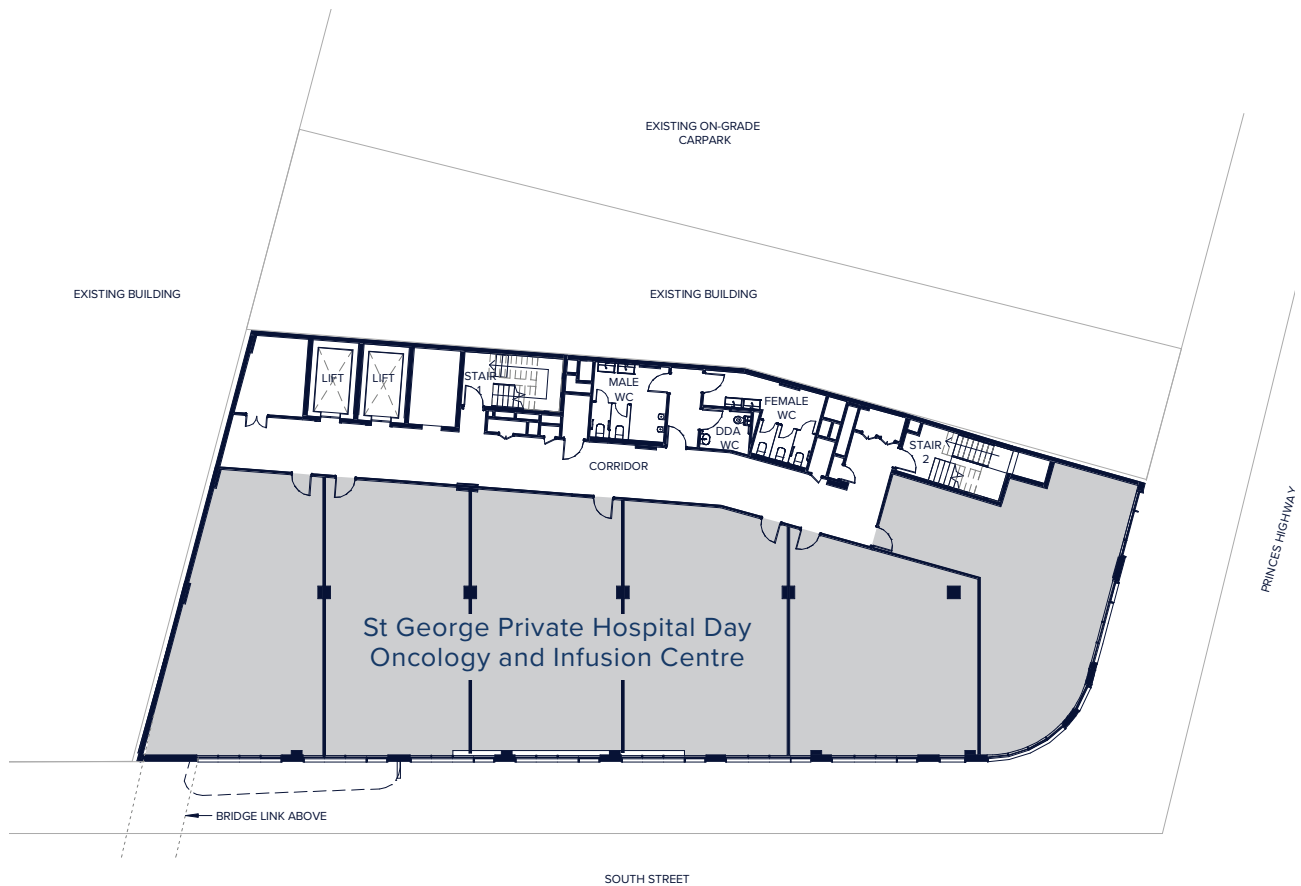 EXISTING ON-GRADE
CARPARK
EXISTING BUILDING
EXISTING BUILDING
LIFT
LIFT
STAIR
1
MALE
WC
FEMALE
WC
DDA
WC
STAIR
2
CORRIDOR
PRINCES HIGHWAY
St George Private Hospital Day
Oncology and Infusion Centre
BRIDGE LINK ABOVE
SOUTH STREET